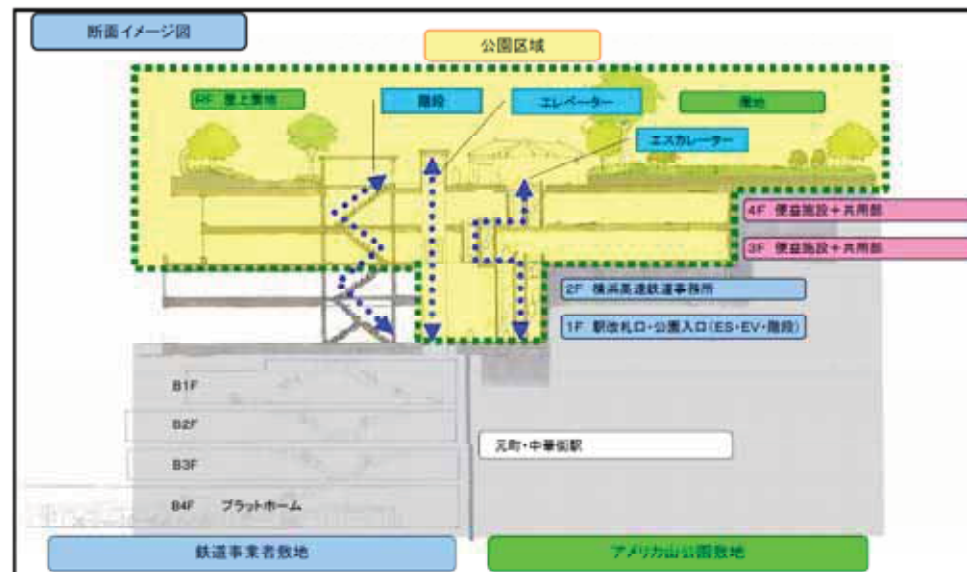 断面イメージ図
公園区域
RF 屋上園地
階段
エレベーター
園地
エスカレーター
4F 便益施設+共用部
3F 便益施設+共用部
2F 横浜高速鉄道事務所
1F 駅改札口・公園入口(ES・EV・階段)
B1F
B2F
元町・中華街駅
B3F
B4F プラットホーム
鉄道事業者敷地
アメリカ山公園敷地